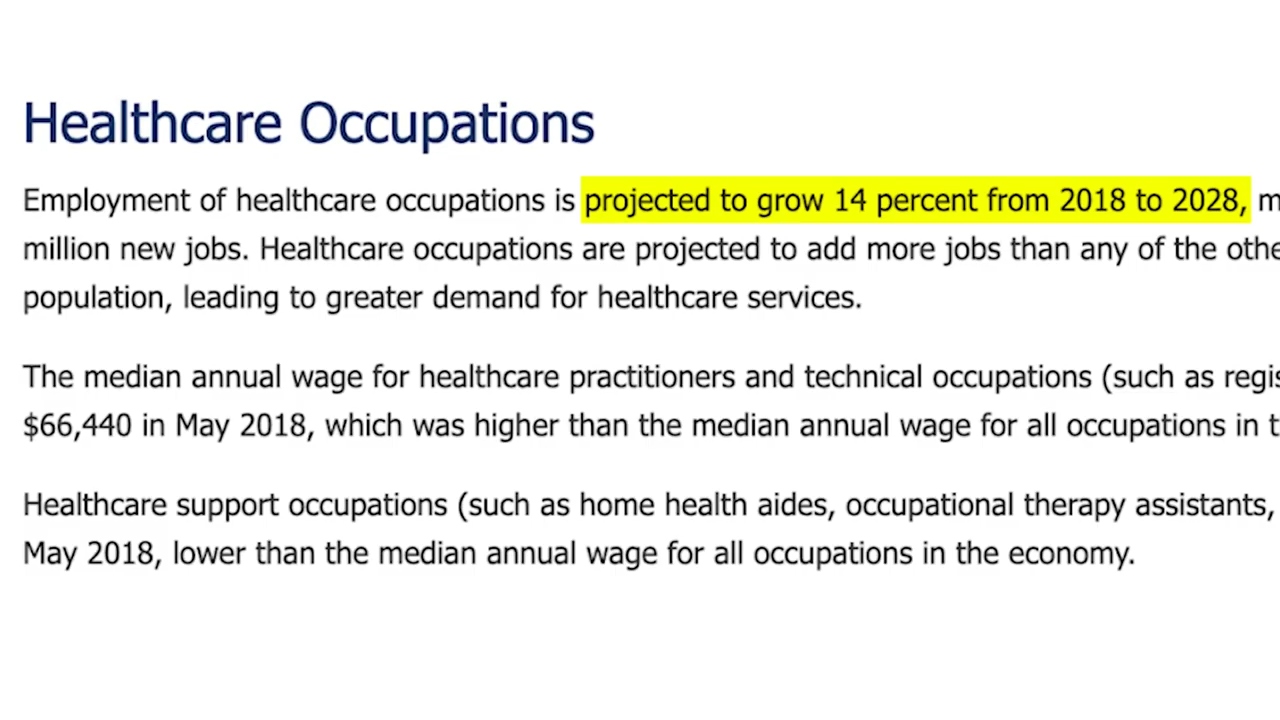 Healthcare Occupations
Employment of healthcare occupations is projected to grow 14 percent from 2018 to 2028,
million new jobs. Healthcare occupations are projected to add more jobs than any of the
population, leading to greater demand for healthcare services.
The median annual wage for healthcare practitioners and technical occupations (such as
$66,440 in May 2018, which was higher than the median annual wage for all occupations in
Healthcare support occupations (such as home health aides, occupational therapy assistants,
May 2018, lower than the median annual wage for all occupations in the economy.